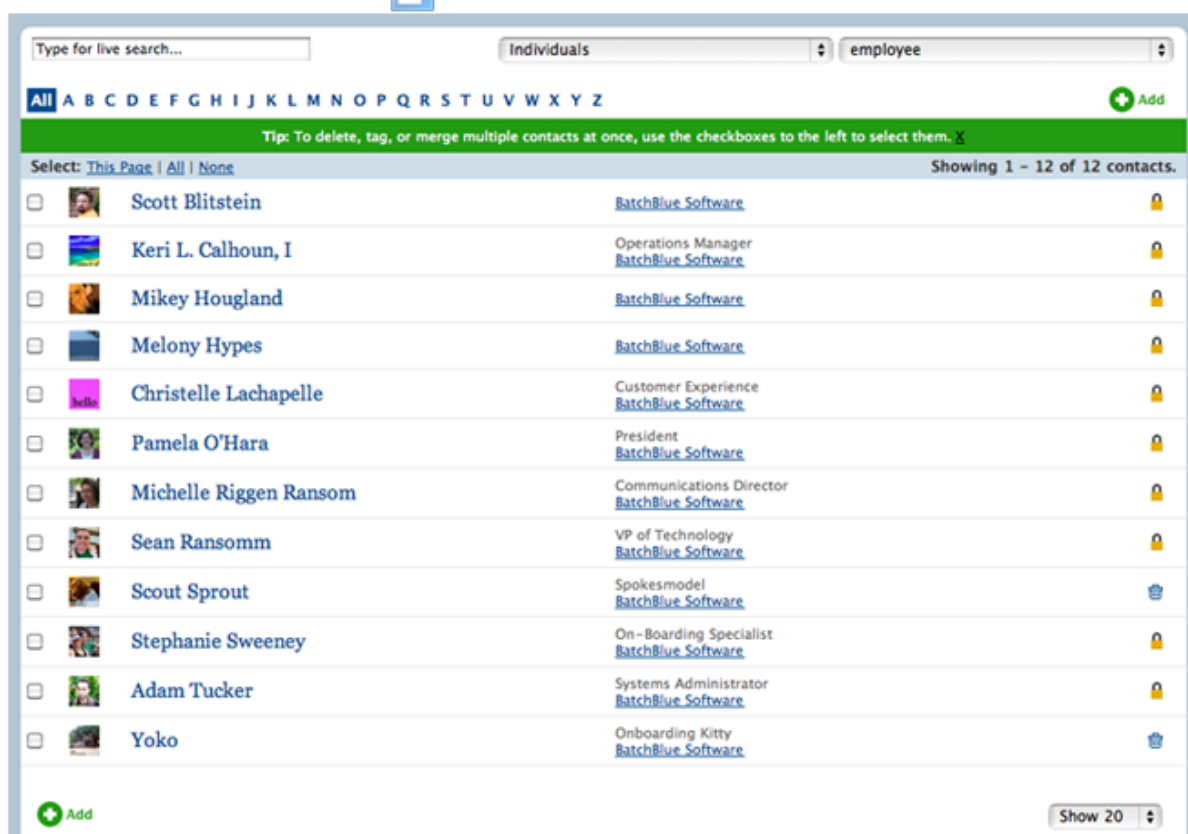 Type for live search...
Individuals
employee
All A B C D E F G H I J K L M N O P Q R S T U V W X Y Z
Add
Tip: To delete, tag, or merge multiple contacts at once, use the checkboxes to the left to select them. X
Select: This Page | All | None
Showing 1 – 12 of 12 contacts.
Scott Blitstein
BatchBlue Software
Keri L. Calhoun, I
Operations Manager
BatchBlue Software
Mikey Hougland
BatchBlue Software
Melony Hypes
BatchBlue Software
hello
Christelle Lachapelle
Customer Experience
BatchBlue Software
Pamela O'Hara
President
BatchBlue Software
Michelle Riggen Ransom
Communications Director
BatchBlue Software
Sean Ransomm
VP of Technology
BatchBlue Software
Scout Sprout
Spokesmodel
BatchBlue Software
Stephanie Sweeney
On-Boarding Specialist
BatchBlue Software
Adam Tucker
Systems Administrator
BatchBlue Software
Yoko
Onboarding Kitty
BatchBlue Software
Add
Show 20